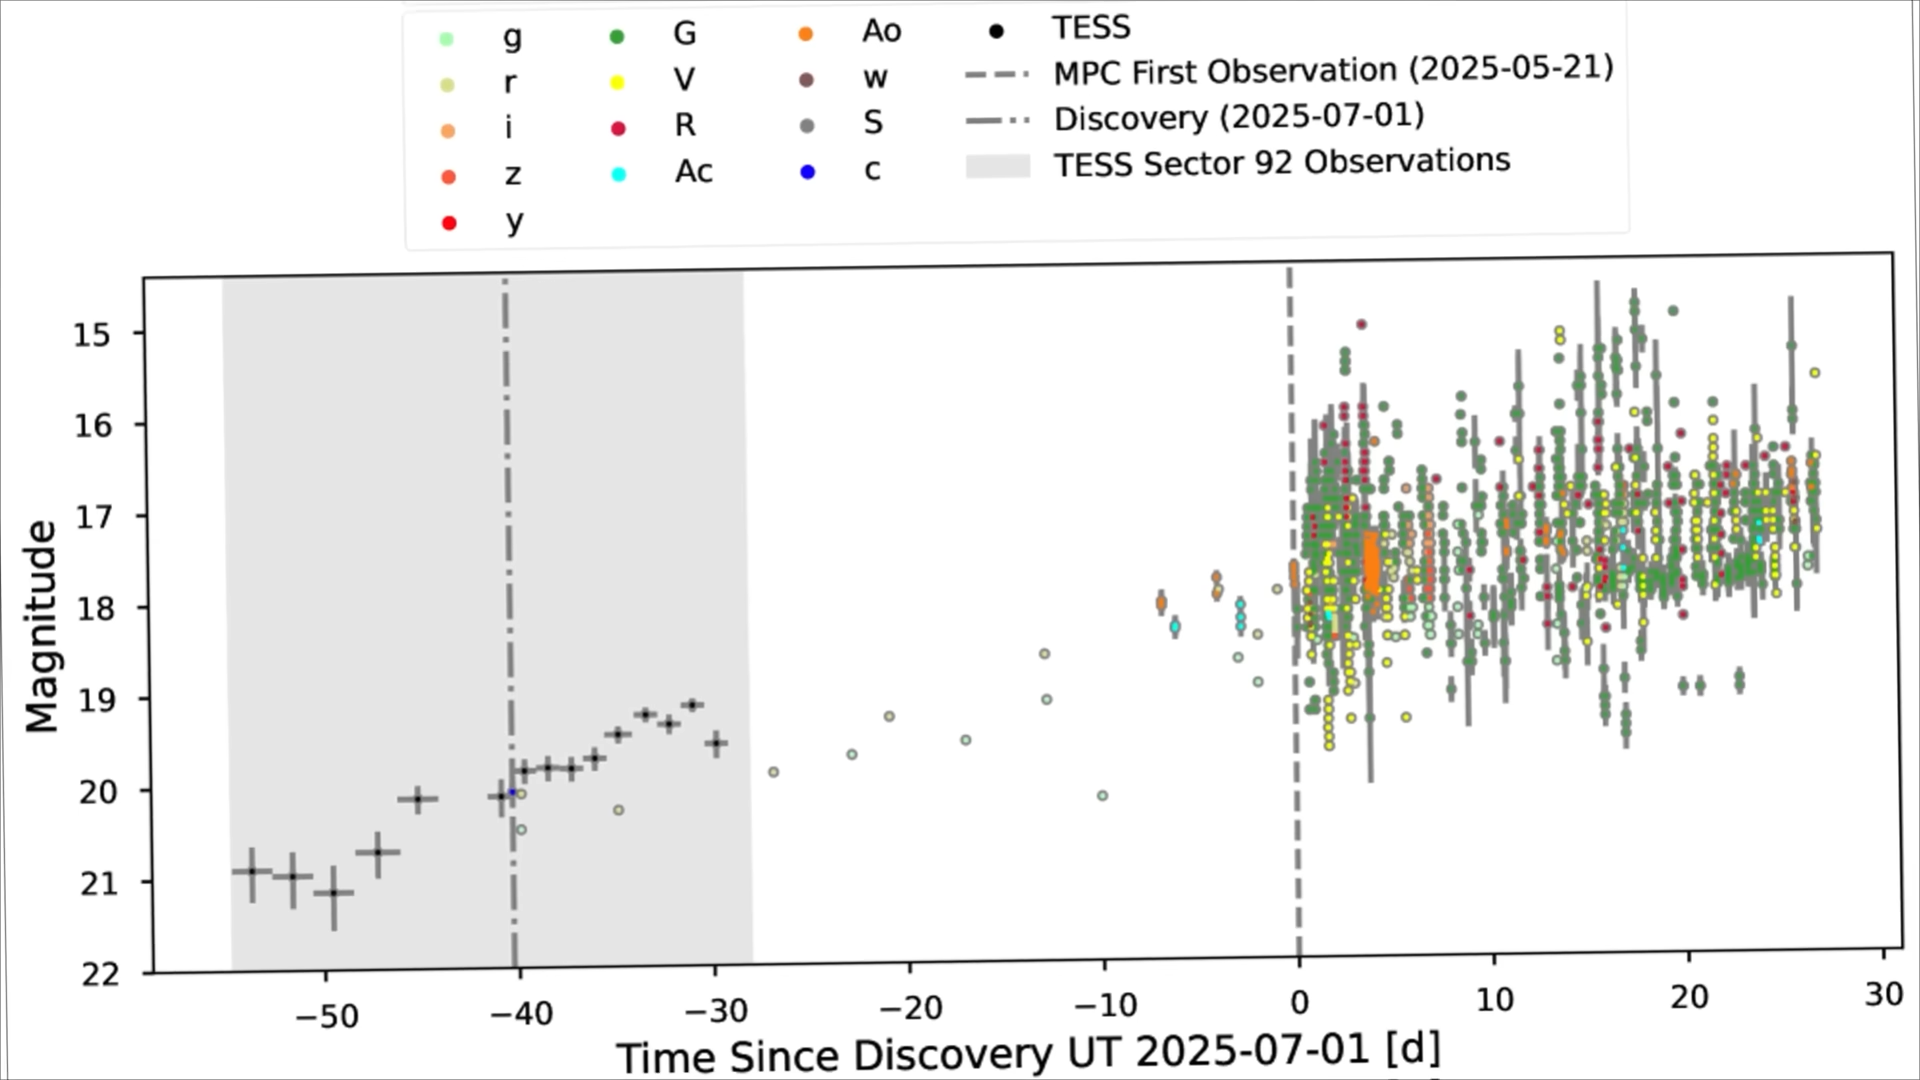 g G Ao TESS
r V w MPC First Observation (2025-05-21)
i R S Discovery (2025-07-01)
z Ac c TESS Sector 92 Observations
y
15
16
17
18
19
20
21
22
Magnitude
−50 −40 −30 −20 −10 0 10 20 30
Time Since Discovery UT 2025-07-01 [d]